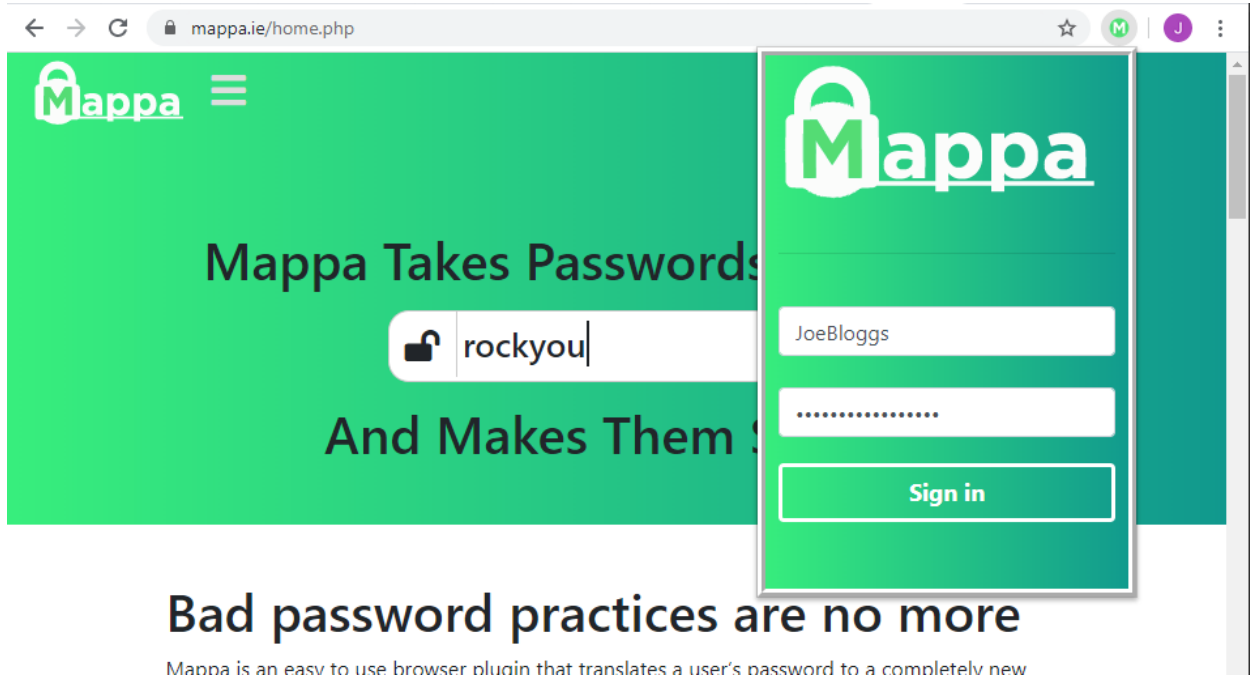 mappa.ie/home.php
J
Mappa
Mappa Takes Passwords
rockyou
And Makes Them
Mappa
JoeBloggs
•••••••••••••••••
Sign in
Bad password practices are no more
Mappa is an easy to use browser plugin that translates a user's password to a completely new